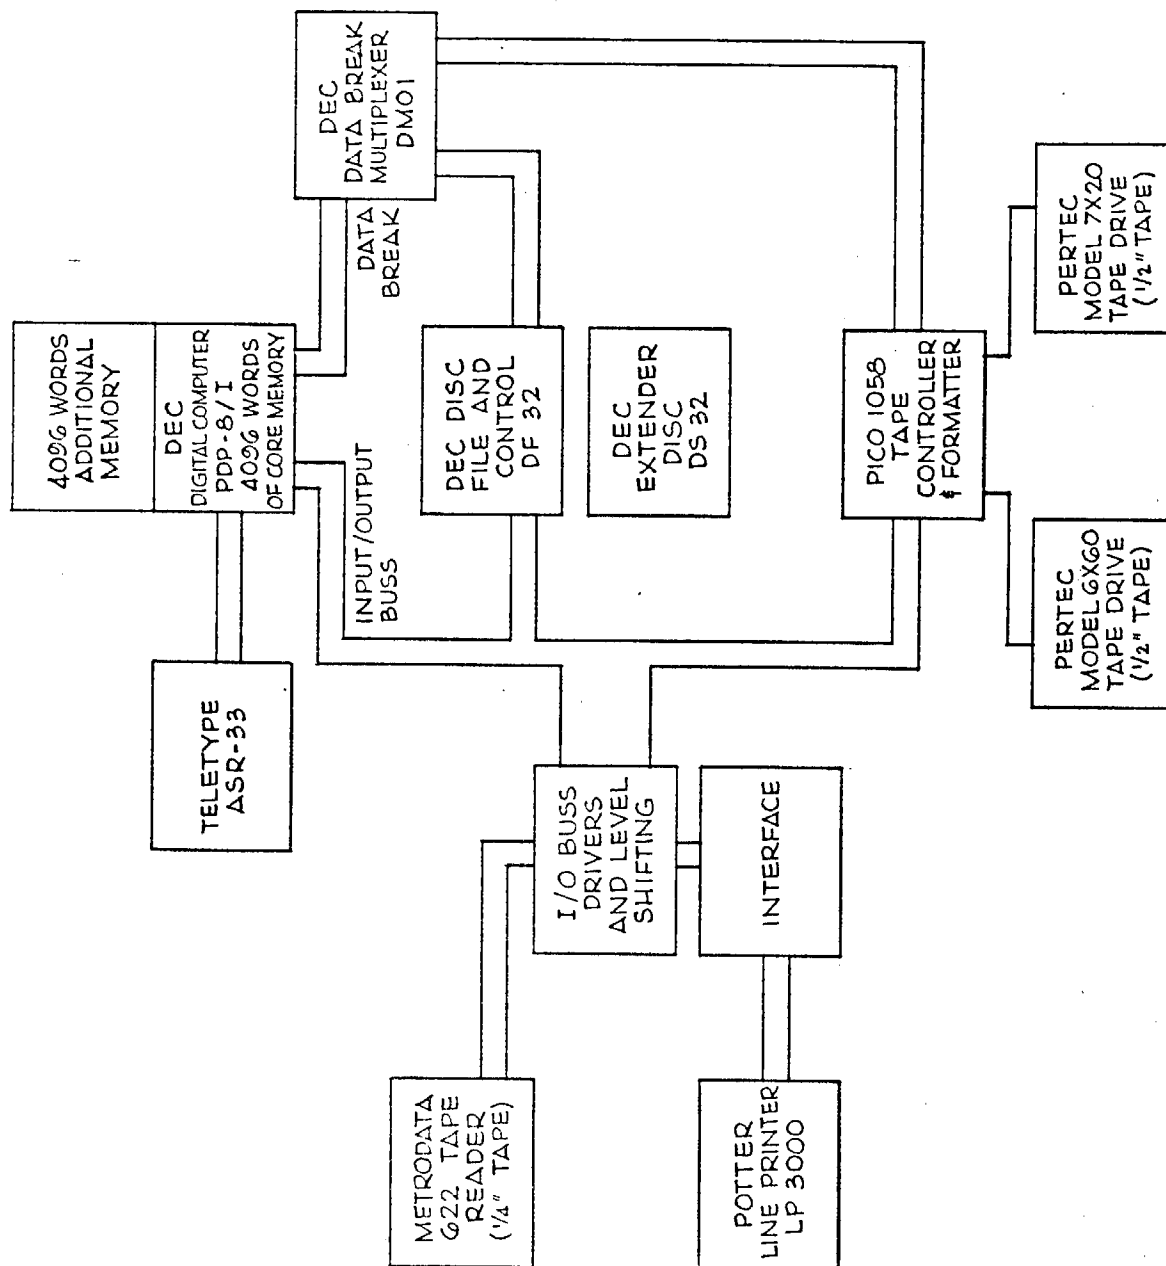 4096 WORDS
ADDITIONAL
MEMORY
DEC
DIGITAL COMPUTER
PDP-8/I
4096 WORDS
OF CORE MEMORY
TELETYPE
ASR-33
DEC
DATA BREAK
MULTIPLEXER
DM01
DATA
BREAK
INPUT/OUTPUT
BUSS
DEC DISC
FILE AND
CONTROL
DF 32
DEC
EXTENDER
DISC
DS 32
METRODATA
622 TAPE
READER
(1/4" TAPE)
I/O BUSS
DRIVERS
AND LEVEL
SHIFTING
POTTER
LINE PRINTER
LP 3000
INTERFACE
PICO 1058
TAPE
CONTROLLER
& FORMATTER
PERTEC
MODEL 6X60
TAPE DRIVE
(1/2" TAPE)
PERTEC
MODEL 7X20
TAPE DRIVE
(1/2" TAPE)